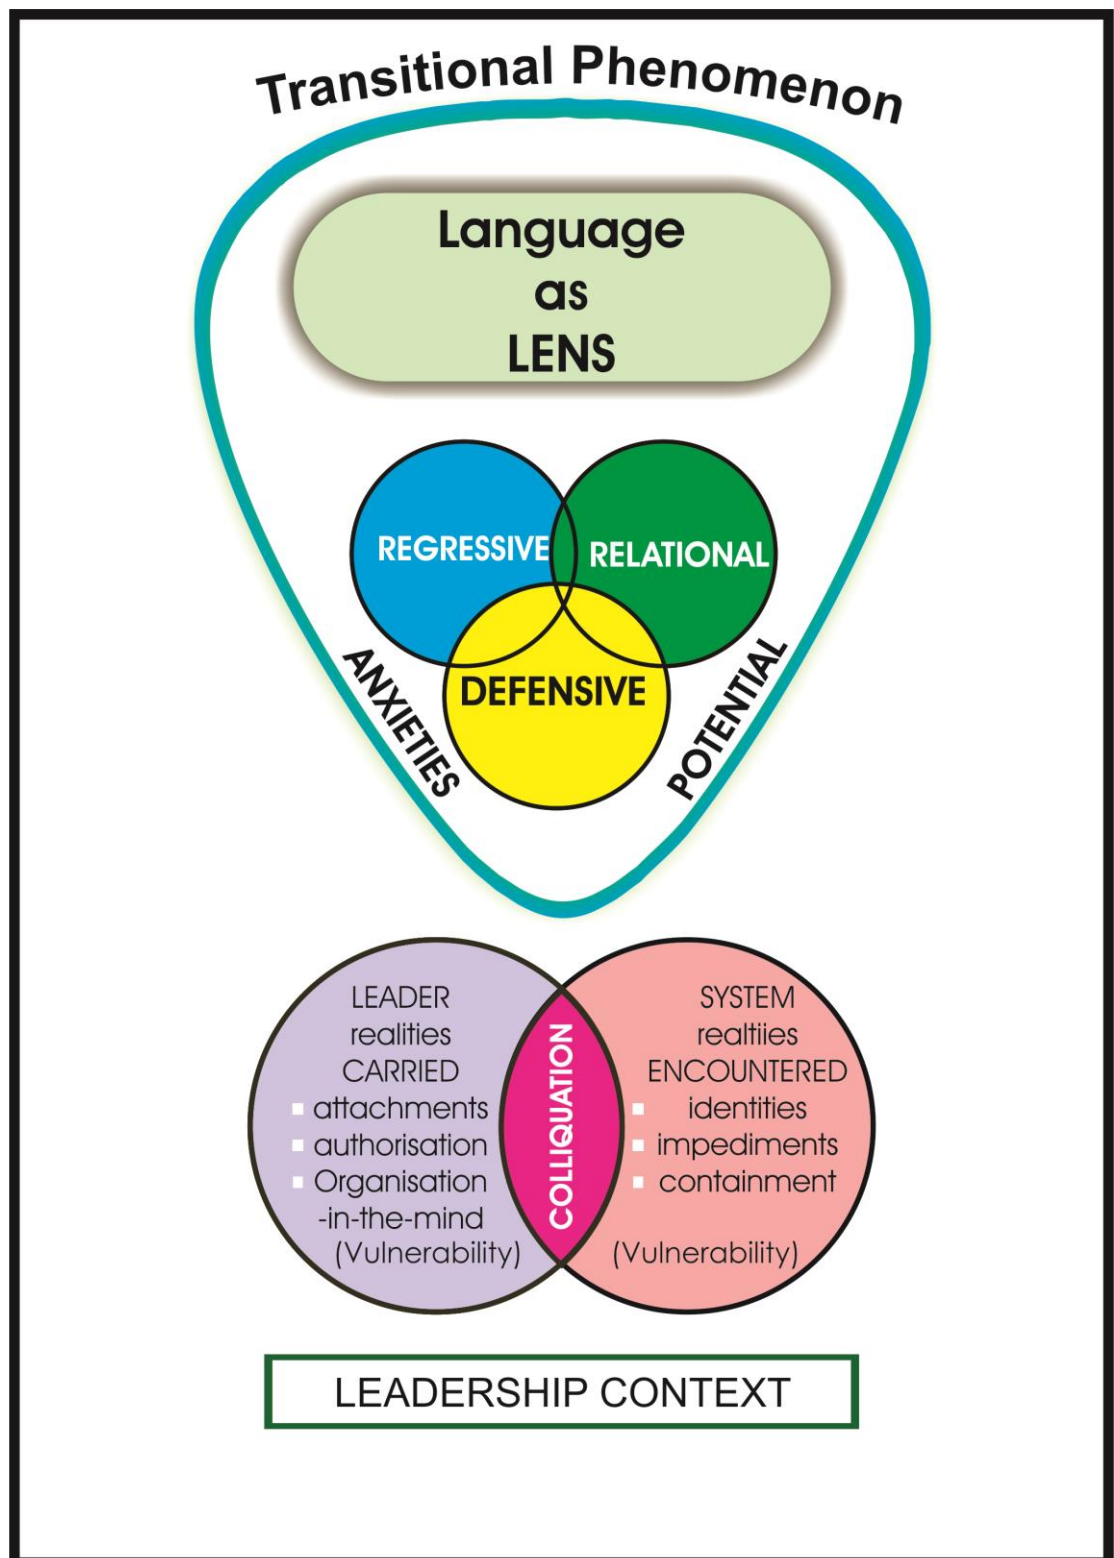 Transitional Phenomenon
Language
as
LENS
REGRESSIVE
RELATIONAL
DEFENSIVE
ANXIETIES
POTENTIAL
LEADER
realities
CARRIED
▪ attachments
▪ authorisation
▪ Organisation
-in-the-mind
(Vulnerability)
COLLIQUATION
SYSTEM
realtiies
ENCOUNTERED
▪ identities
▪ impediments
▪ containment
(Vulnerability)
LEADERSHIP CONTEXT